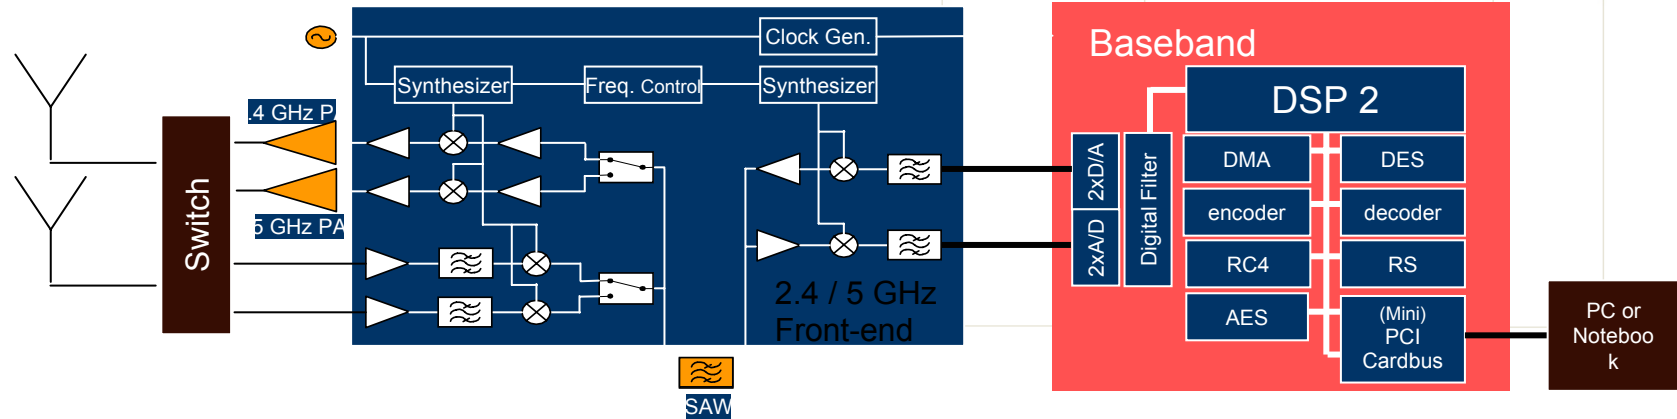 Clock Gen.
Baseband
Synthesizer
Freq. Control
Synthesizer
DSP 2
.4 GHz PA
2xD/A
Digital Filter
DMA
DES
Switch
5 GHz PA
encoder
decoder
2xA/D
RC4
RS
2.4 / 5 GHz
Front-end
AES
(Mini)
PCI
Cardbus
PC or
Noteboo
k
SAW